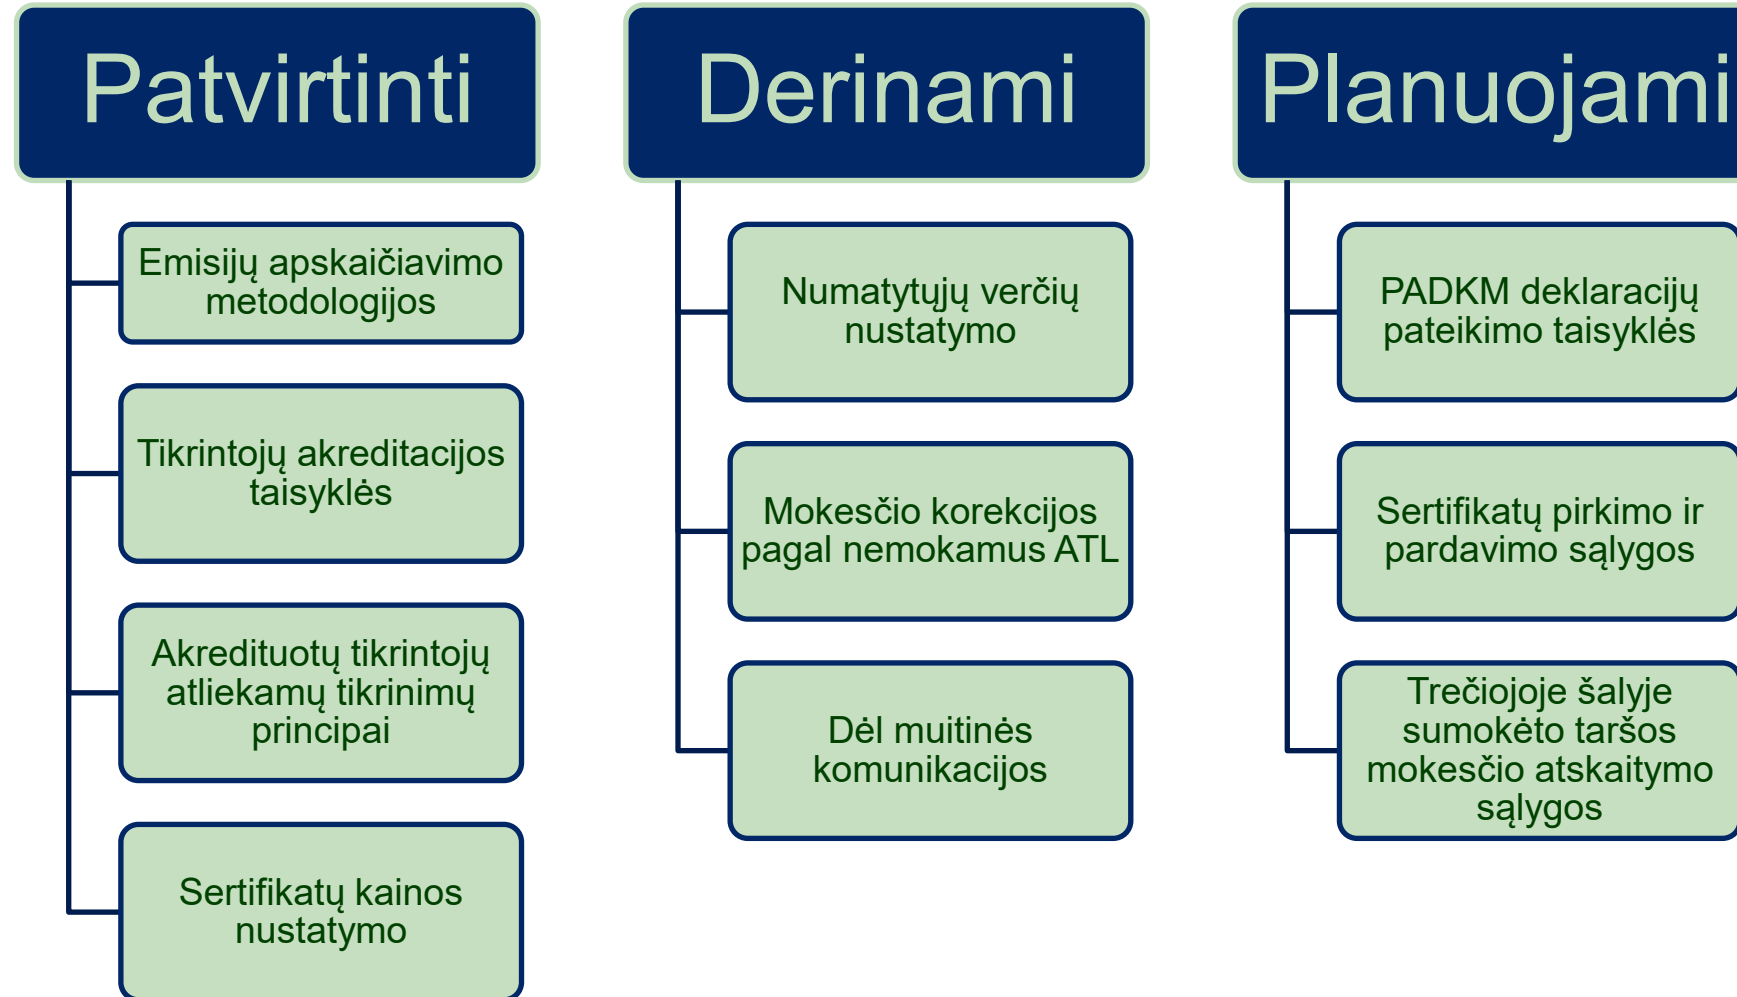 Patvirtinti
Emisijų apskaičiavimo
metodologijos
Tikrintojų akreditacijos
taisyklės
Akredituotų tikrintojų
atliekamų tikrinimų
principai
Sertifikatų kainos
nustatymo
Derinami
Numatytųjų verčių
nustatymo
Mokesčio korekcijos
pagal nemokamus ATL
Dėl muitinės
komunikacijos
Planuojami
PADKM deklaracijų
pateikimo taisyklės
Sertifikatų pirkimo ir
pardavimo sąlygos
Trečiojoje šalyje
sumokėto taršos
mokesčio atskaitymo
sąlygos